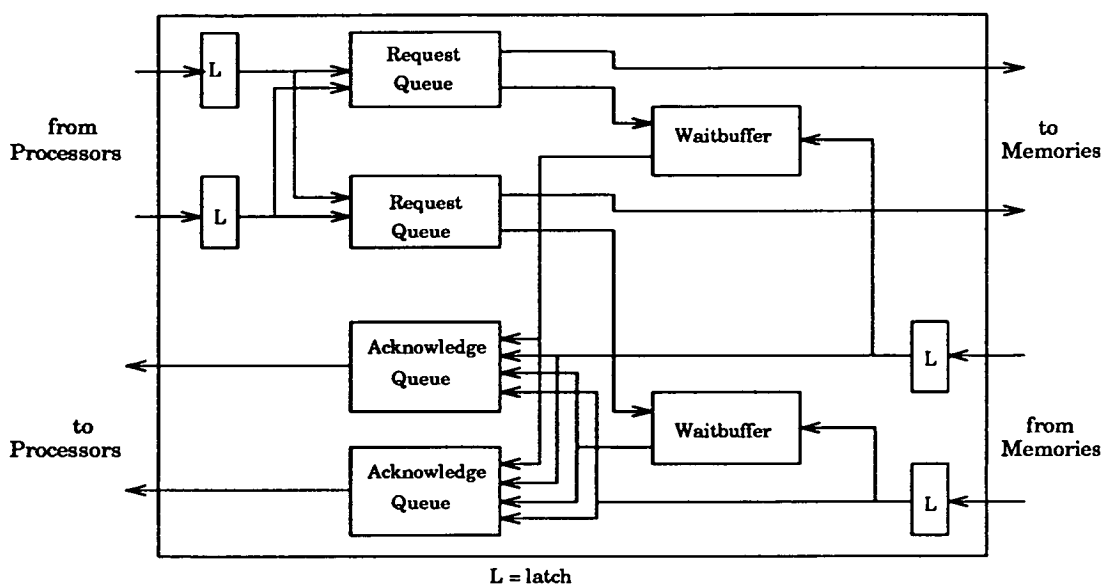 L
Request
Queue
from
Processors
Waitbuffer
to
Memories
L
Request
Queue
Acknowledge
Queue
L
to
Processors
Waitbuffer
from
Memories
Acknowledge
Queue
L
L = latch